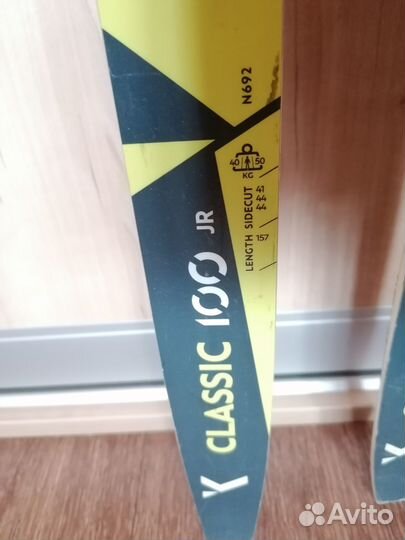 N692
40 50
KG
LENGTH SIDECUT 41 44 44
157
CLASSIC 100 JR
Avito